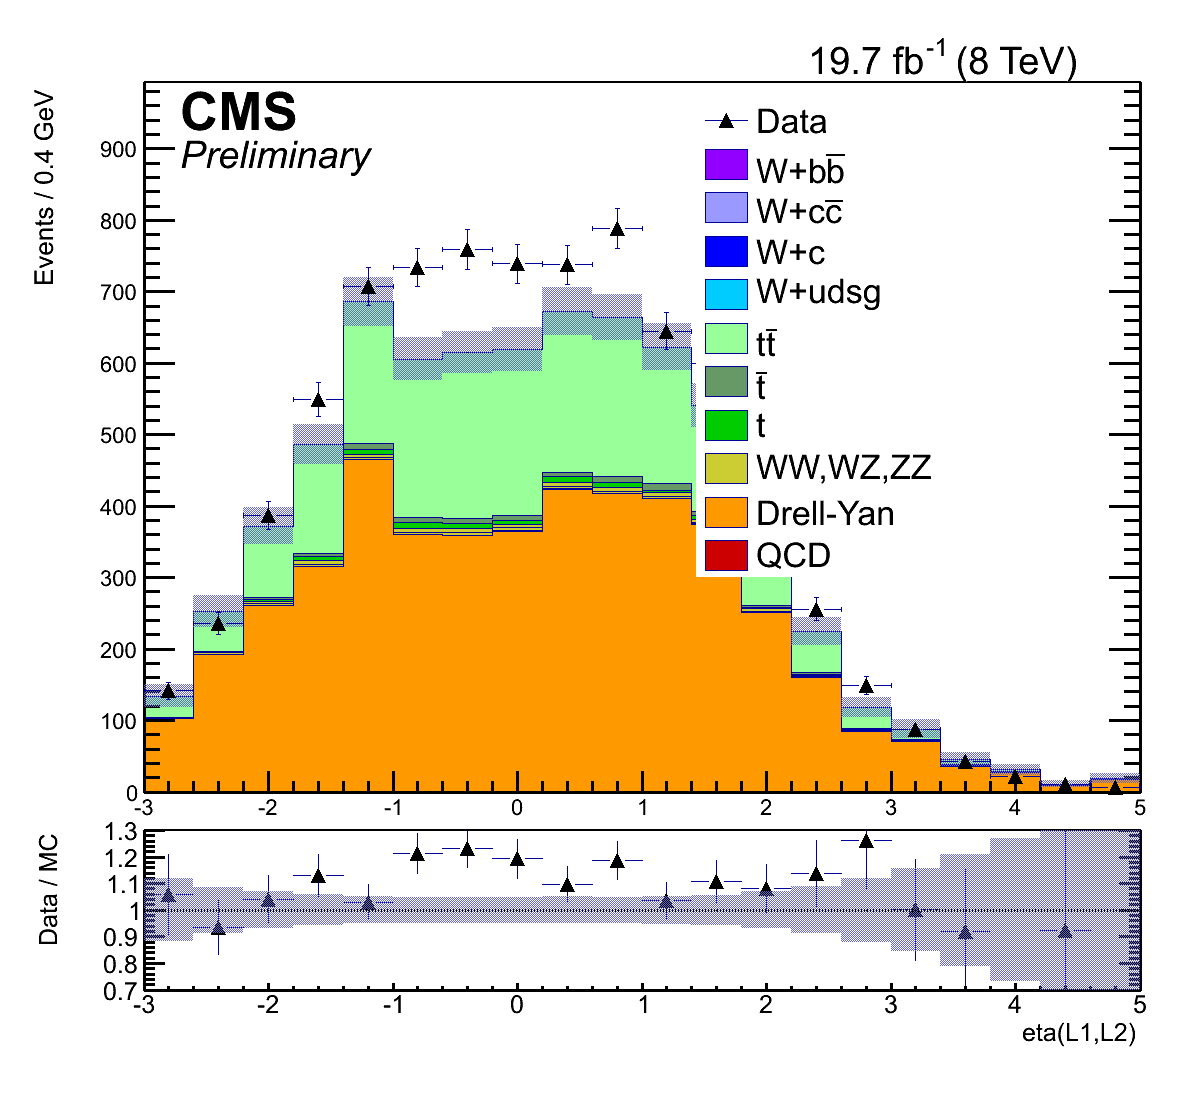 19.7 fb⁻¹ (8 TeV)
CMS
Preliminary
Events / 0.4 GeV
900
800
700
600
500
400
300
200
100
0
-3 -2 -1 0 1 2 3 4 5
Data
W+bb̅
W+cc̅
W+c
W+udsg
tt̅
t̅
t
WW,WZ,ZZ
Drell-Yan
QCD
Data / MC
1.3
1.2
1.1
1
0.9
0.8
0.7
-3 -2 -1 0 1 2 3 4 5
eta(L1,L2)